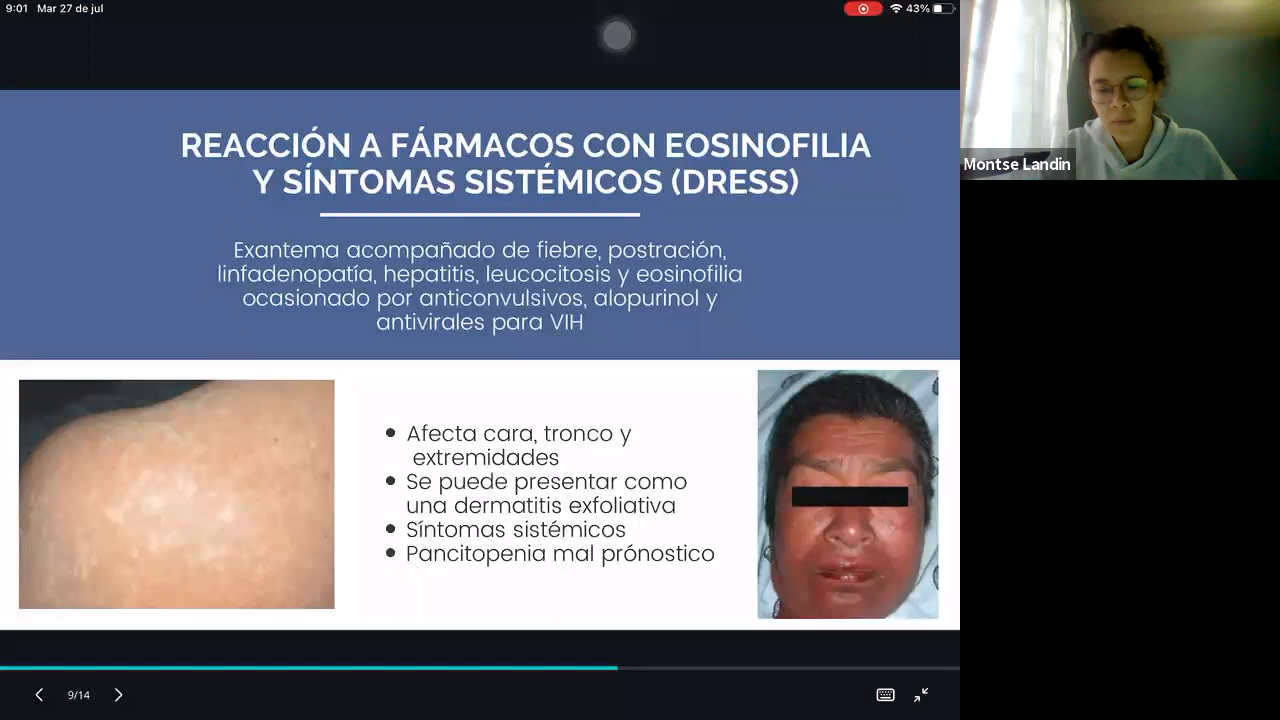 9:01 Mar 27 de jul
43%
REACCIÓN A FÁRMACOS CON EOSINOFILIA
Y SÍNTOMAS SISTÉMICOS (DRESS)
Exantema acompañado de fiebre, postración,
linfadenopatía, hepatitis, leucocitosis y eosinofilia
ocasionado por anticonvulsivos, alopurinol y
antivirales para VIH
• Afecta cara, tronco y
extremidades
• Se puede presentar como
una dermatitis exfoliativa
• Síntomas sistémicos
• Pancitopenia mal prónostico
9/14
Montse Landin